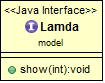 <<Java Interface>>
Lamda
model
show(int):void